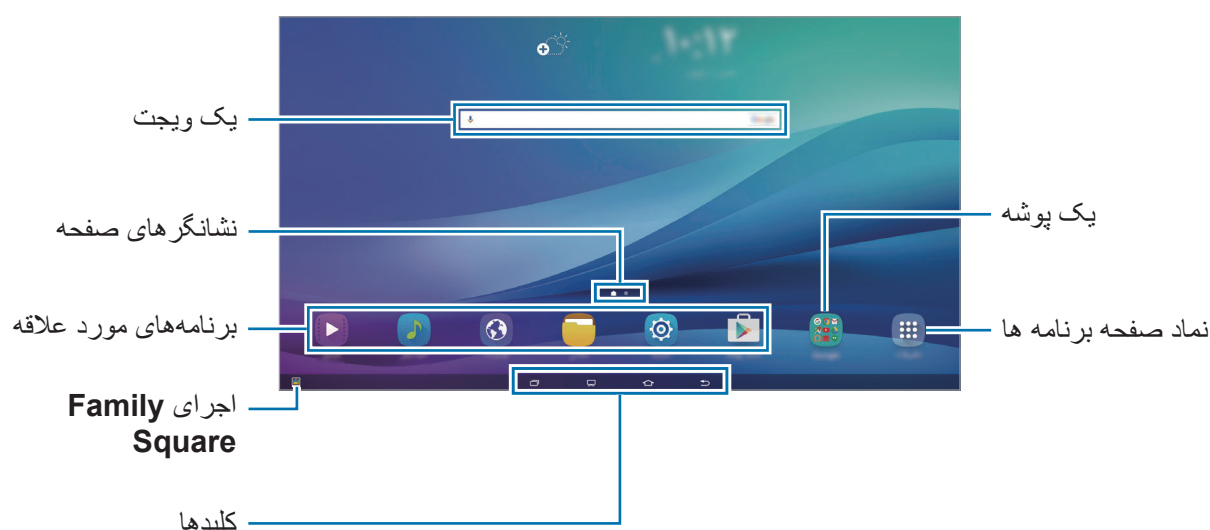 ۱۰:۱۲
یک ویجت
نشانگرهای صفحه
یک پوشه
برنامه‌های مورد علاقه
نماد صفحه برنامه ها
اجرای Family
Square
کلیدها